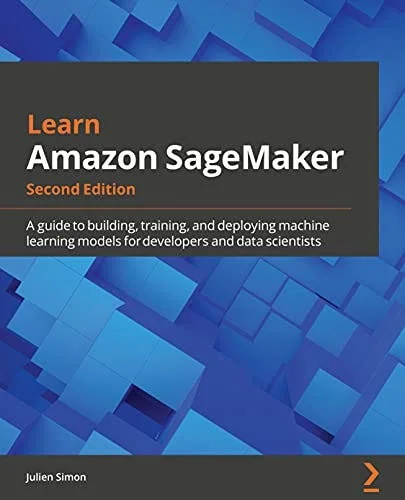 Learn
Amazon SageMaker
Second Edition
A guide to building, training, and deploying machine
learning models for developers and data scientists
Julien Simon